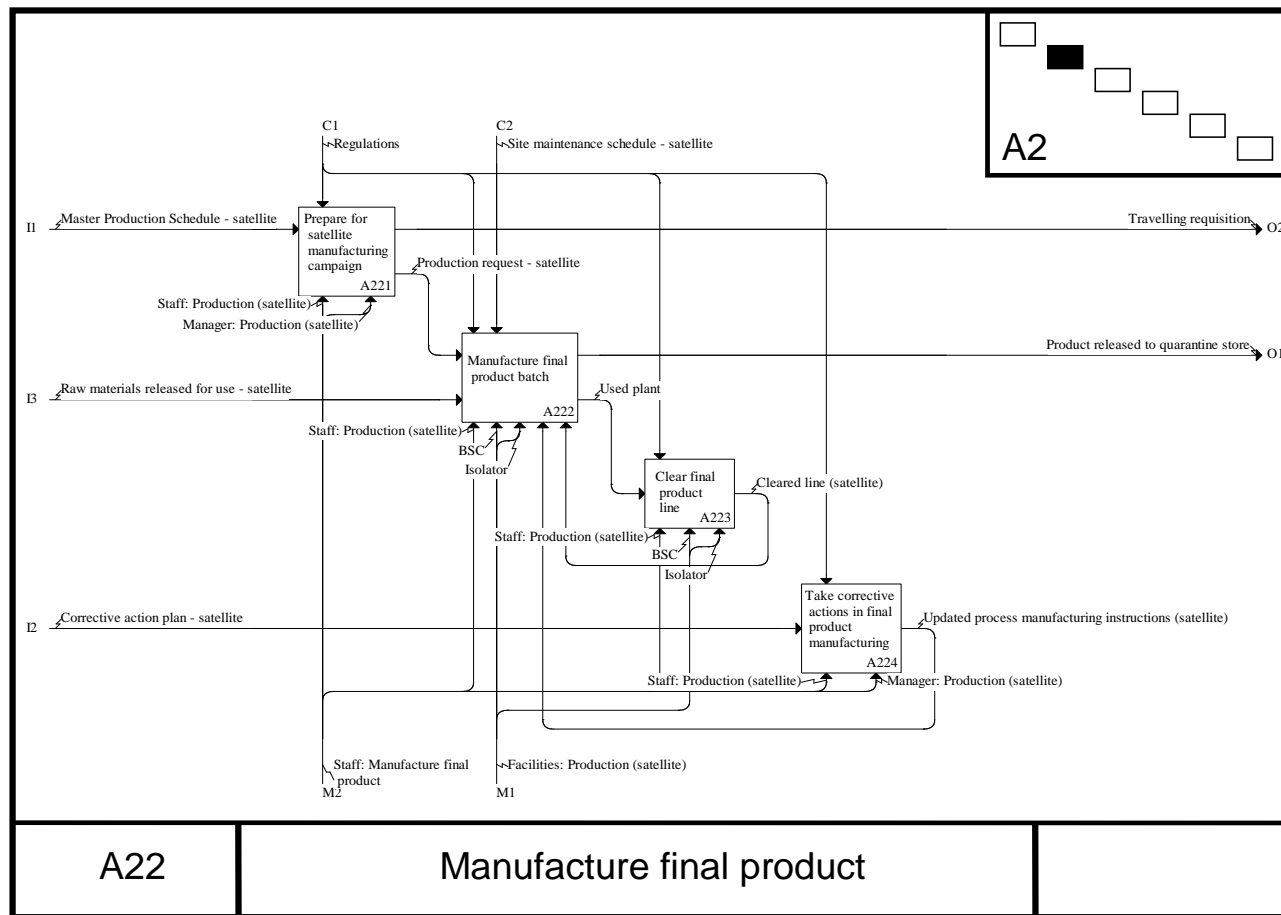 A2
C1
C2
Regulations
Site maintenance schedule - satellite
I1
Master Production Schedule - satellite
Prepare for
satellite
manufacturing
campaign
A221
Travelling requisition
O2
Production request - satellite
Staff: Production (satellite)
Manager: Production (satellite)
Product released to quarantine store
O1
Manufacture final
product batch
A222
I3
Raw materials released for use - satellite
Used plant
Staff: Production (satellite)
BSC
Isolator
Clear final
product
line
A223
Cleared line (satellite)
Staff: Production (satellite)
BSC
Isolator
I2
Corrective action plan - satellite
Take corrective
actions in final
product
manufacturing
A224
Updated process manufacturing instructions (satellite)
Staff: Production (satellite)
Manager: Production (satellite)
Staff: Manufacture final
product
M2
Facilities: Production (satellite)
M1
A22
Manufacture final product